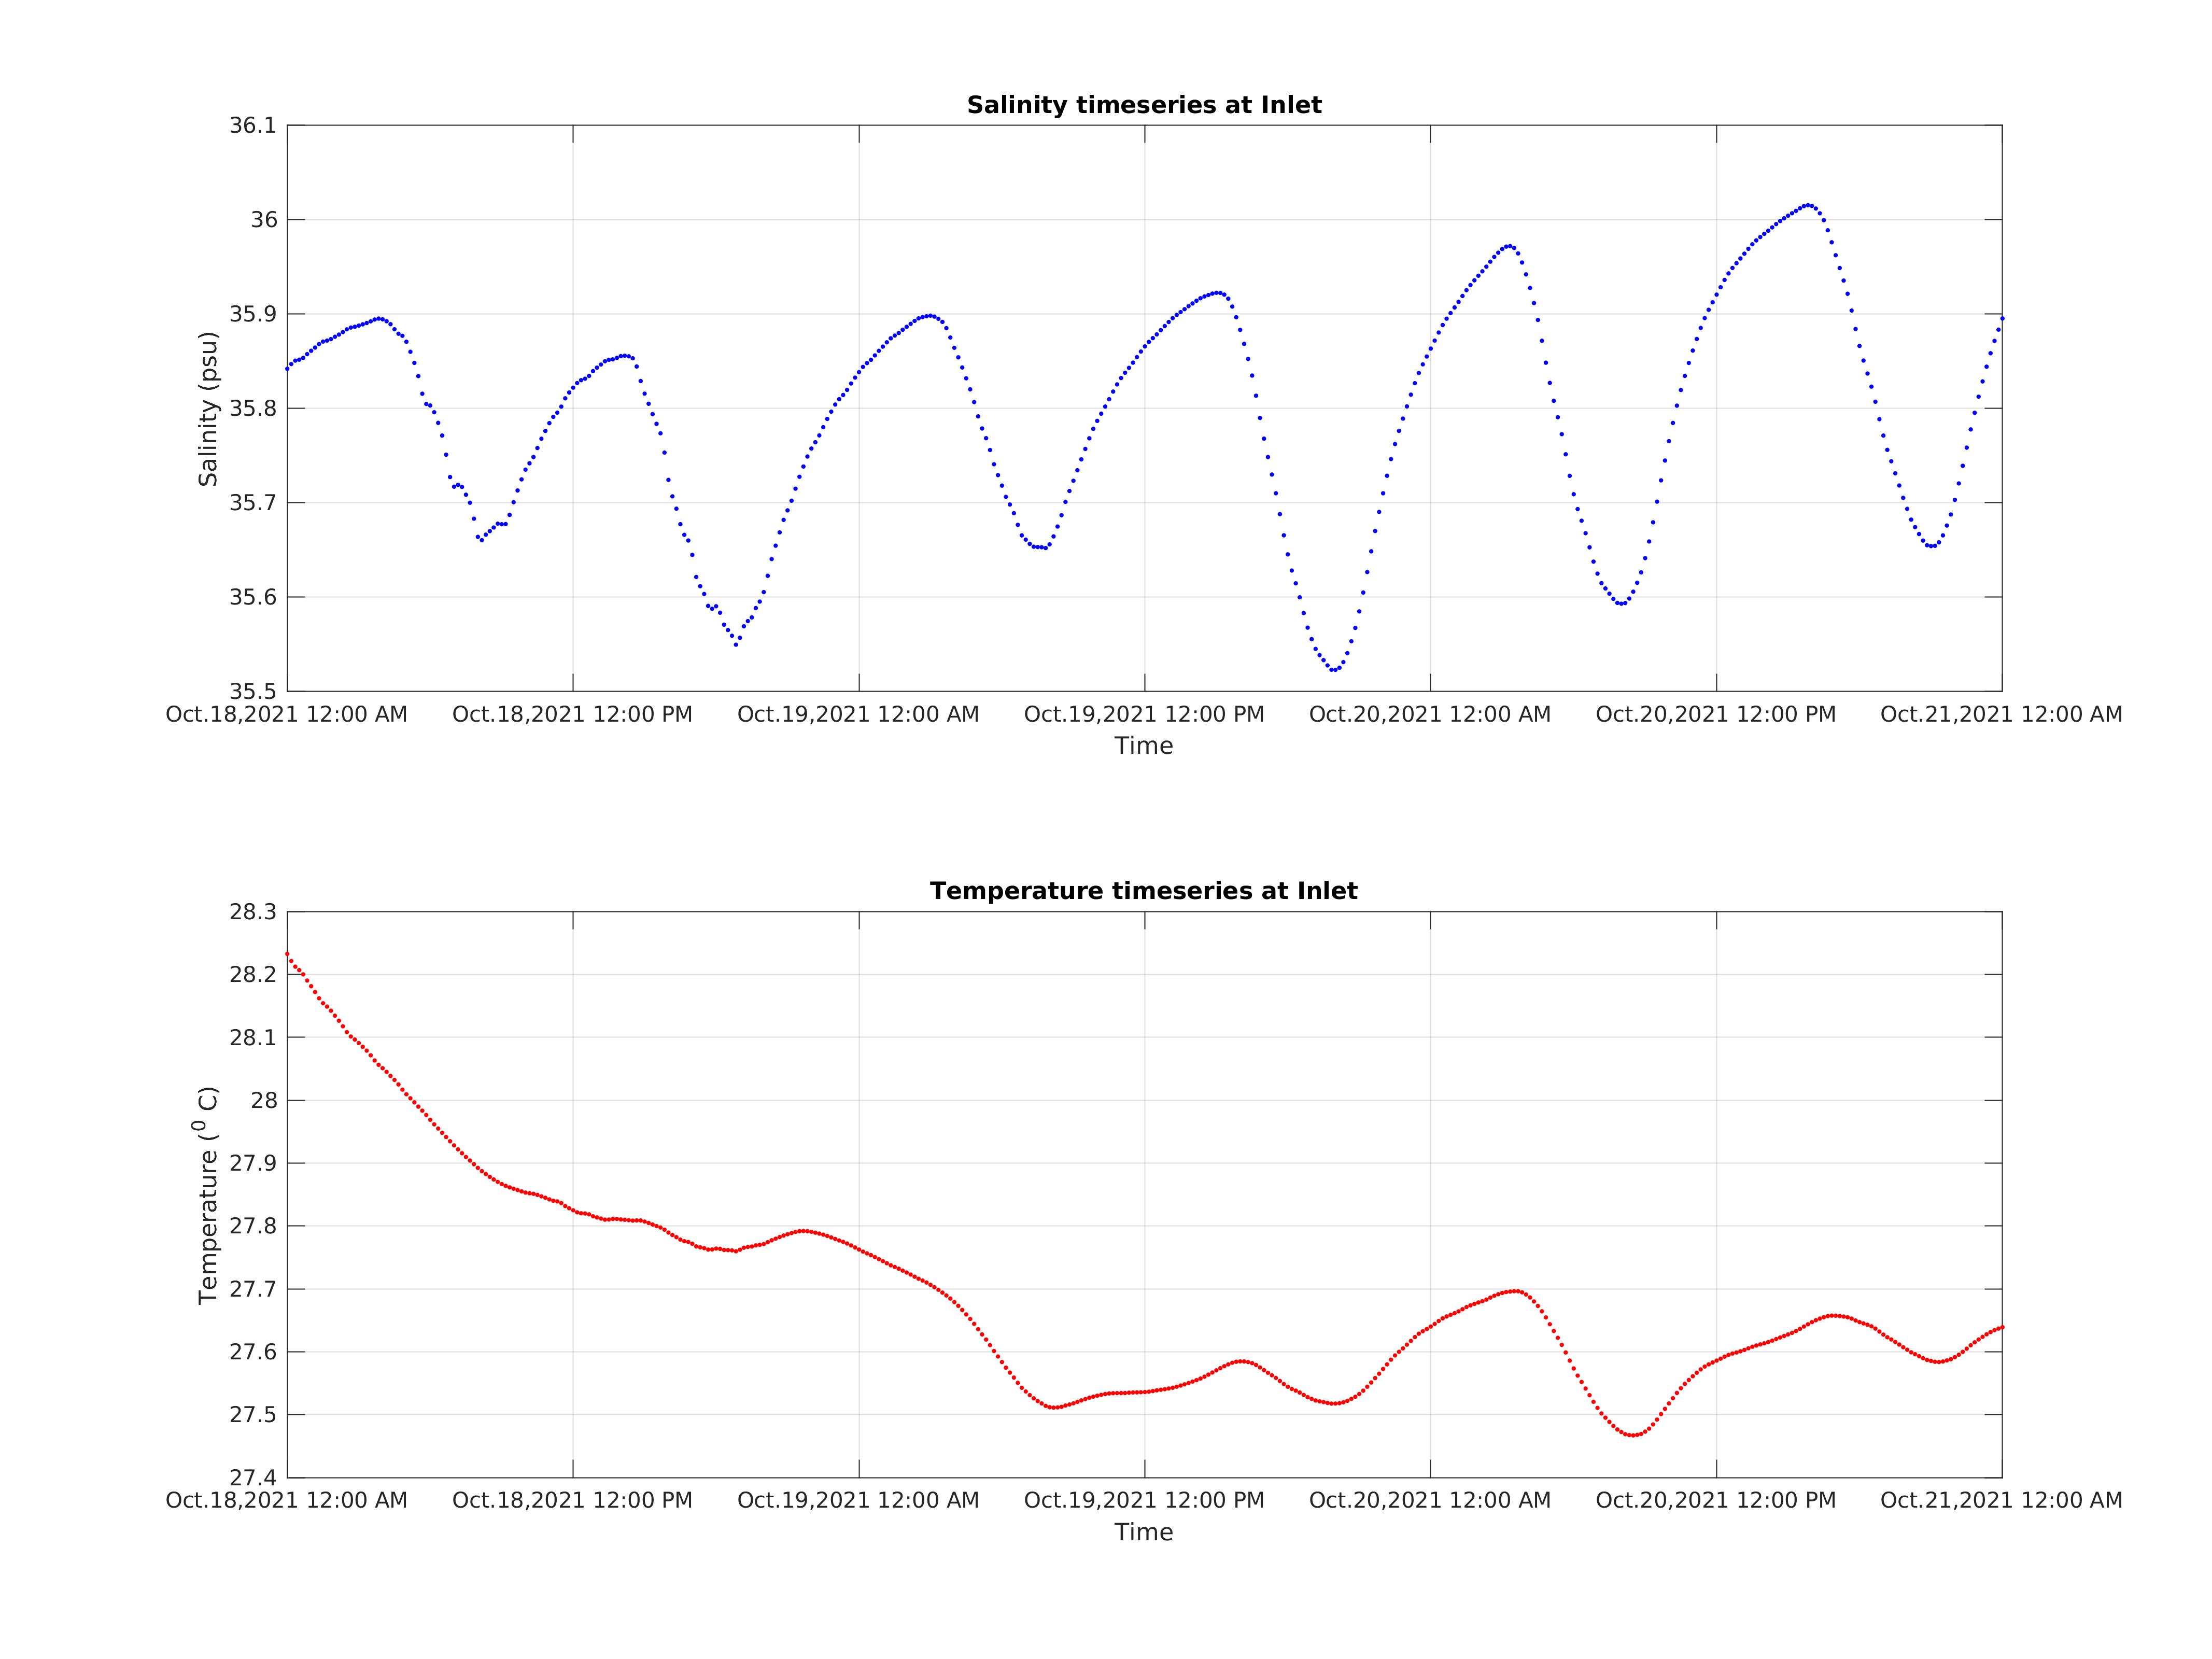 Salinity timeseries at Inlet
36.1
36
35.9
35.8
35.7
35.6
35.5
Salinity (psu)
Oct.18,2021 12:00 AM Oct.18,2021 12:00 PM Oct.19,2021 12:00 AM Oct.19,2021 12:00 PM Oct.20,2021 12:00 AM Oct.20,2021 12:00 PM Oct.21,2021 12:00 AM
Time
Temperature timeseries at Inlet
28.3
28.2
28.1
28
27.9
27.8
27.7
27.6
27.5
27.4
Temperature (⁰ C)
Oct.18,2021 12:00 AM Oct.18,2021 12:00 PM Oct.19,2021 12:00 AM Oct.19,2021 12:00 PM Oct.20,2021 12:00 AM Oct.20,2021 12:00 PM Oct.21,2021 12:00 AM
Time